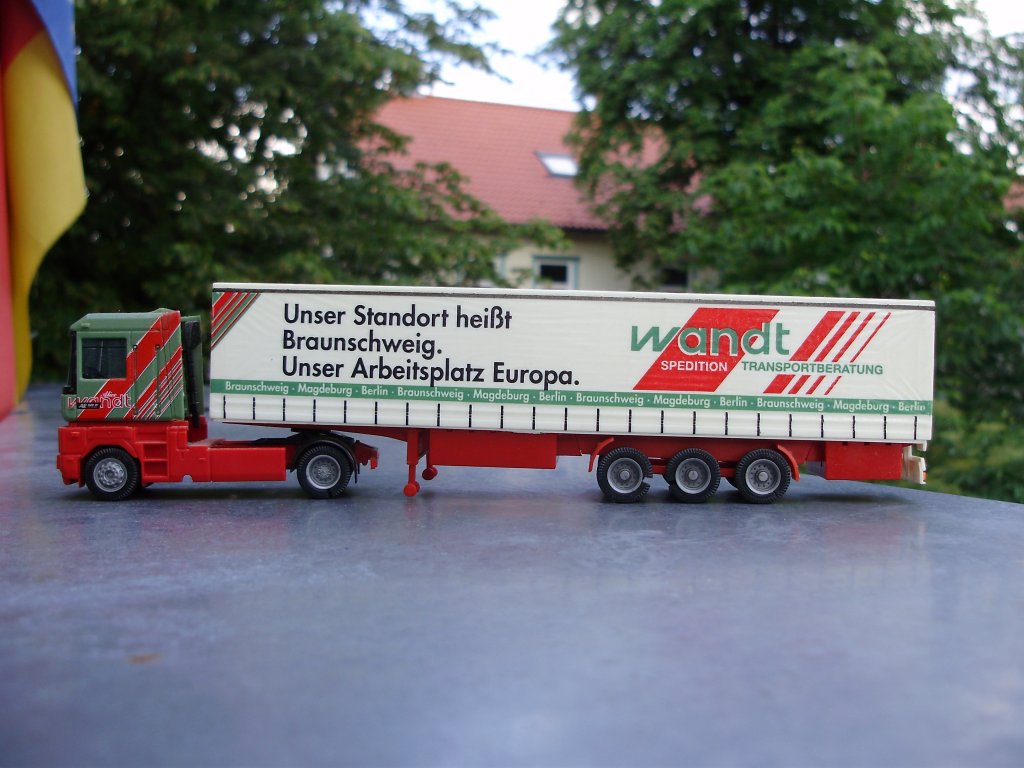 Unser Standort heißt
Braunschweig.
Unser Arbeitsplatz Europa.
wandt
SPEDITION TRANSPORTBERATUNG
Braunschweig · Magdeburg · Berlin · Braunschweig · Magdeburg · Berlin · Braunschweig · Magdeburg · Berlin · Braunschweig · Magdeburg · Berlin
wandt